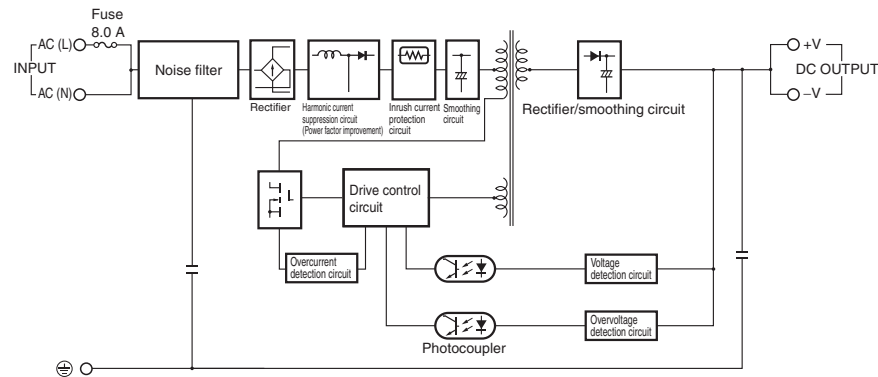 Fuse
8.0 A
AC (L)
INPUT
AC (N)
Noise filter
Rectifier
Harmonic current
suppression circuit
(Power factor improvement)
Inrush current
protection
circuit
Smoothing
circuit
Rectifier/smoothing circuit
+V
DC OUTPUT
−V
Drive control
circuit
Overcurrent
detection circuit
Voltage
detection circuit
Overvoltage
detection circuit
Photocoupler